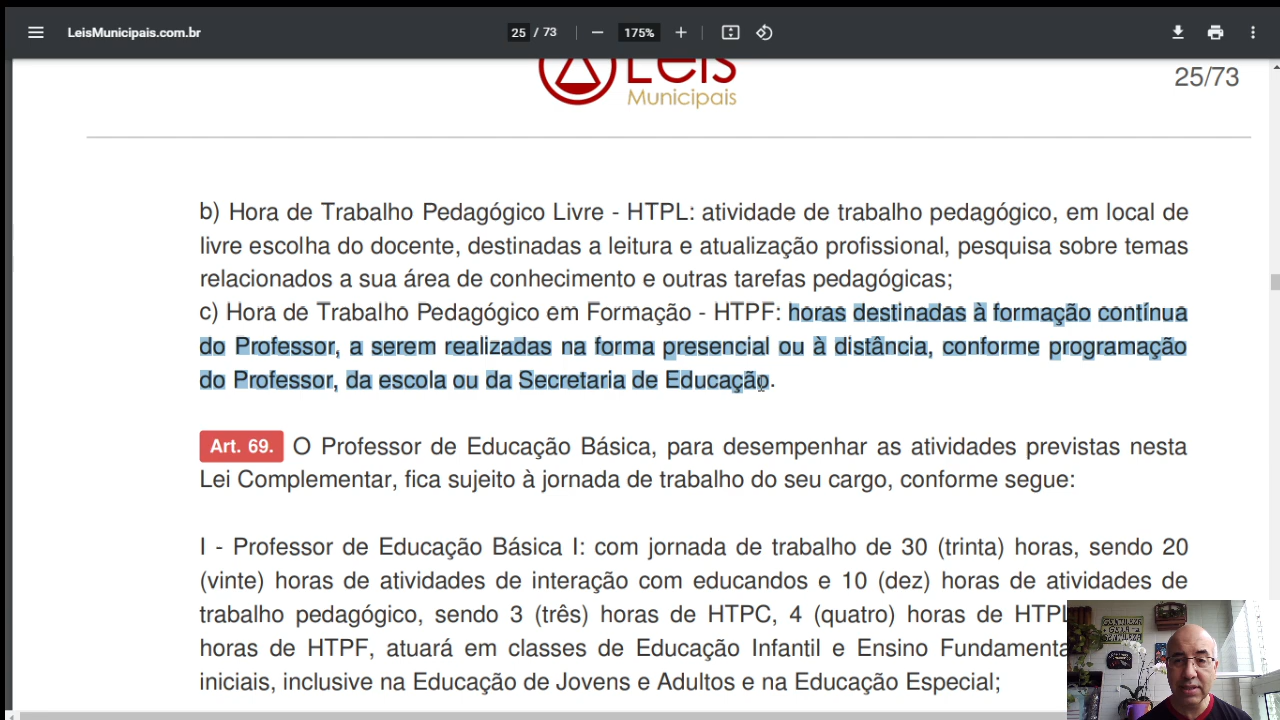 LeisMunicipais.com.br
25 / 73
175%
Leis
Municipais
25/73
b) Hora de Trabalho Pedagógico Livre - HTPL: atividade de trabalho pedagógico, em local de
livre escolha do docente, destinadas a leitura e atualização profissional, pesquisa sobre temas
relacionados a sua área de conhecimento e outras tarefas pedagógicas;
c) Hora de Trabalho Pedagógico em Formação - HTPF: horas destinadas à formação contínua
do Professor, a serem realizadas na forma presencial ou à distância, conforme programação
do Professor, da escola ou da Secretaria de Educação.
Art. 69. O Professor de Educação Básica, para desempenhar as atividades previstas nesta
Lei Complementar, fica sujeito à jornada de trabalho do seu cargo, conforme segue:
I - Professor de Educação Básica I: com jornada de trabalho de 30 (trinta) horas, sendo 20
(vinte) horas de atividades de interação com educandos e 10 (dez) horas de atividades de
trabalho pedagógico, sendo 3 (três) horas de HTPC, 4 (quatro) horas de HTPL
horas de HTPF, atuará em classes de Educação Infantil e Ensino Fundamenta
iniciais, inclusive na Educação de Jovens e Adultos e na Educação Especial;